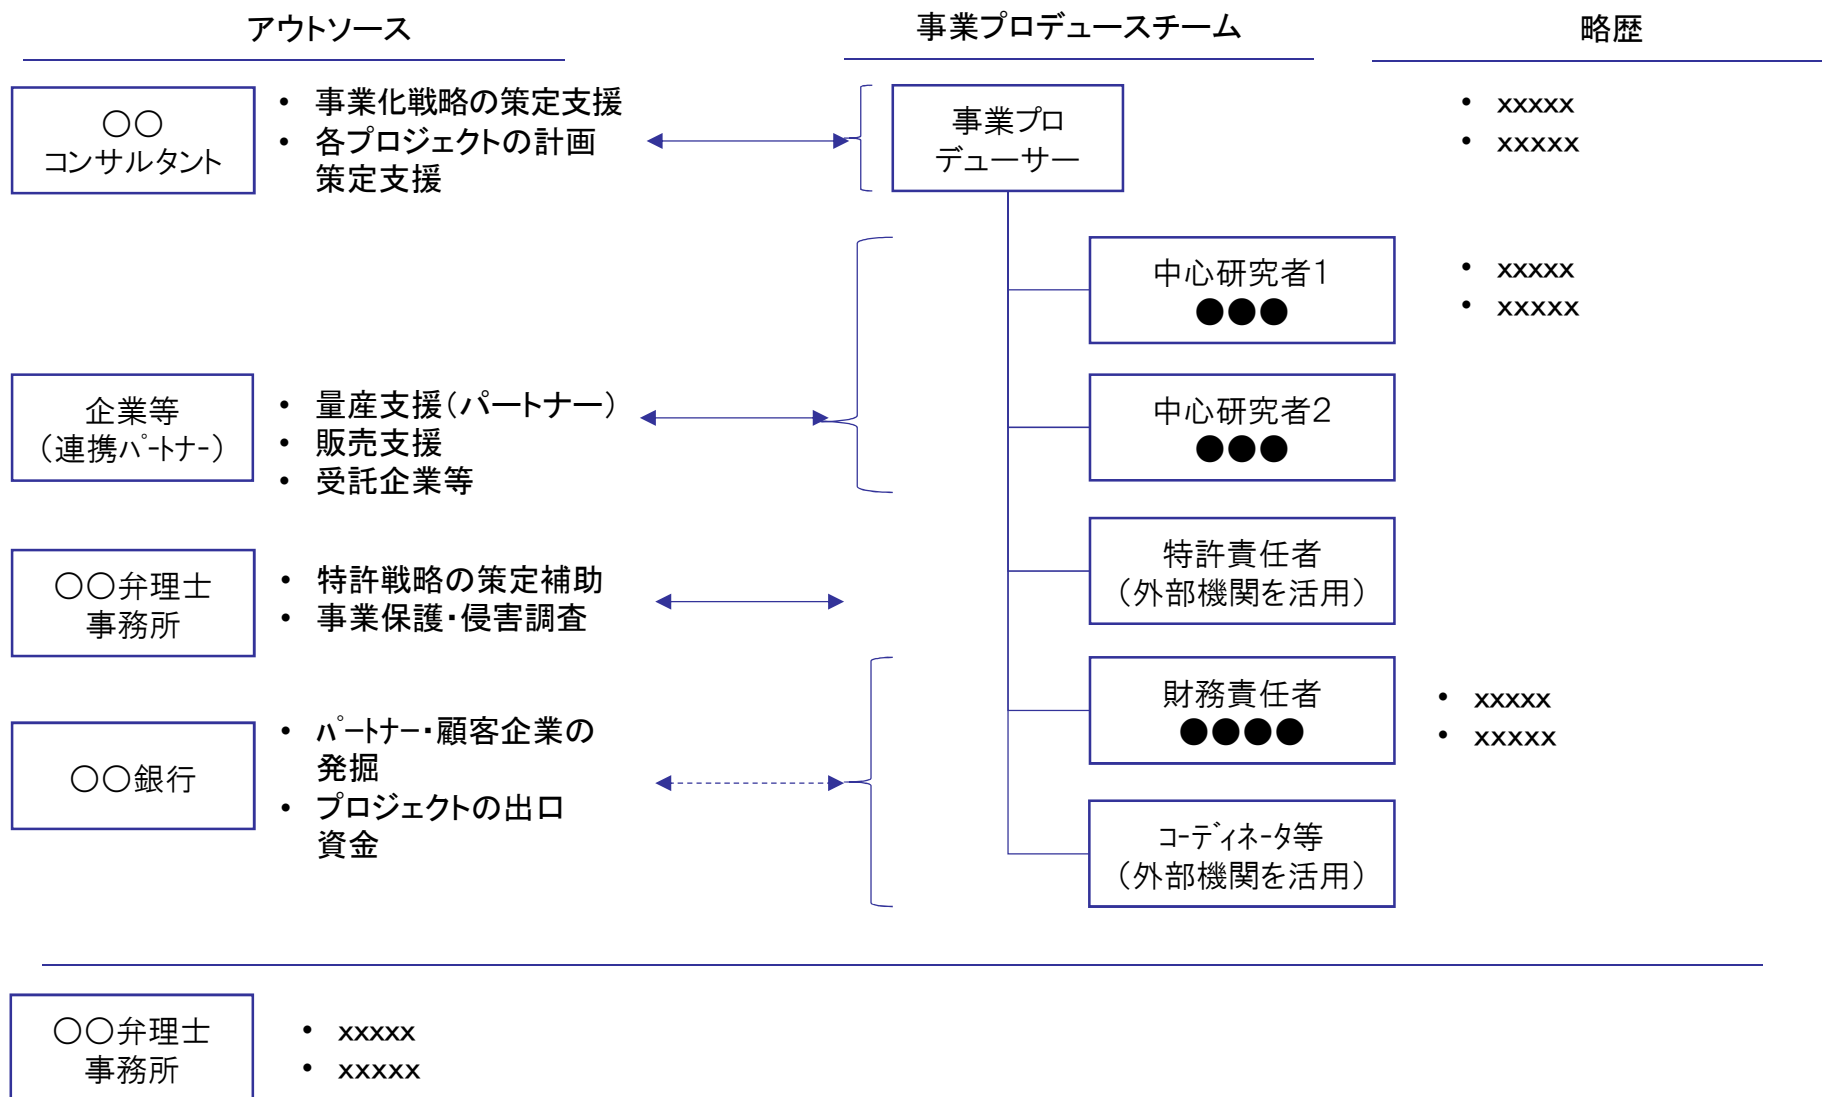 アウトソース
事業プロデュースチーム
略歴
○○
コンサルタント
• 事業化戦略の策定支援
• 各プロジェクトの計画
策定支援
事業プロ
デューサー
• xxxxx
• xxxxx
中心研究者1
●●●
• xxxxx
• xxxxx
企業等
（連携ﾊﾟｰﾄﾅｰ）
• 量産支援（パートナー）
• 販売支援
• 受託企業等
中心研究者2
●●●
○○弁理士
事務所
• 特許戦略の策定補助
• 事業保護・侵害調査
特許責任者
（外部機関を活用）
○○銀行
• ﾊﾟｰﾄﾅｰ・顧客企業の
発掘
• プロジェクトの出口
資金
財務責任者
●●●●
• xxxxx
• xxxxx
ｺｰﾃﾞｨﾈｰﾀ等
（外部機関を活用）
○○弁理士
事務所
• xxxxx
• xxxxx